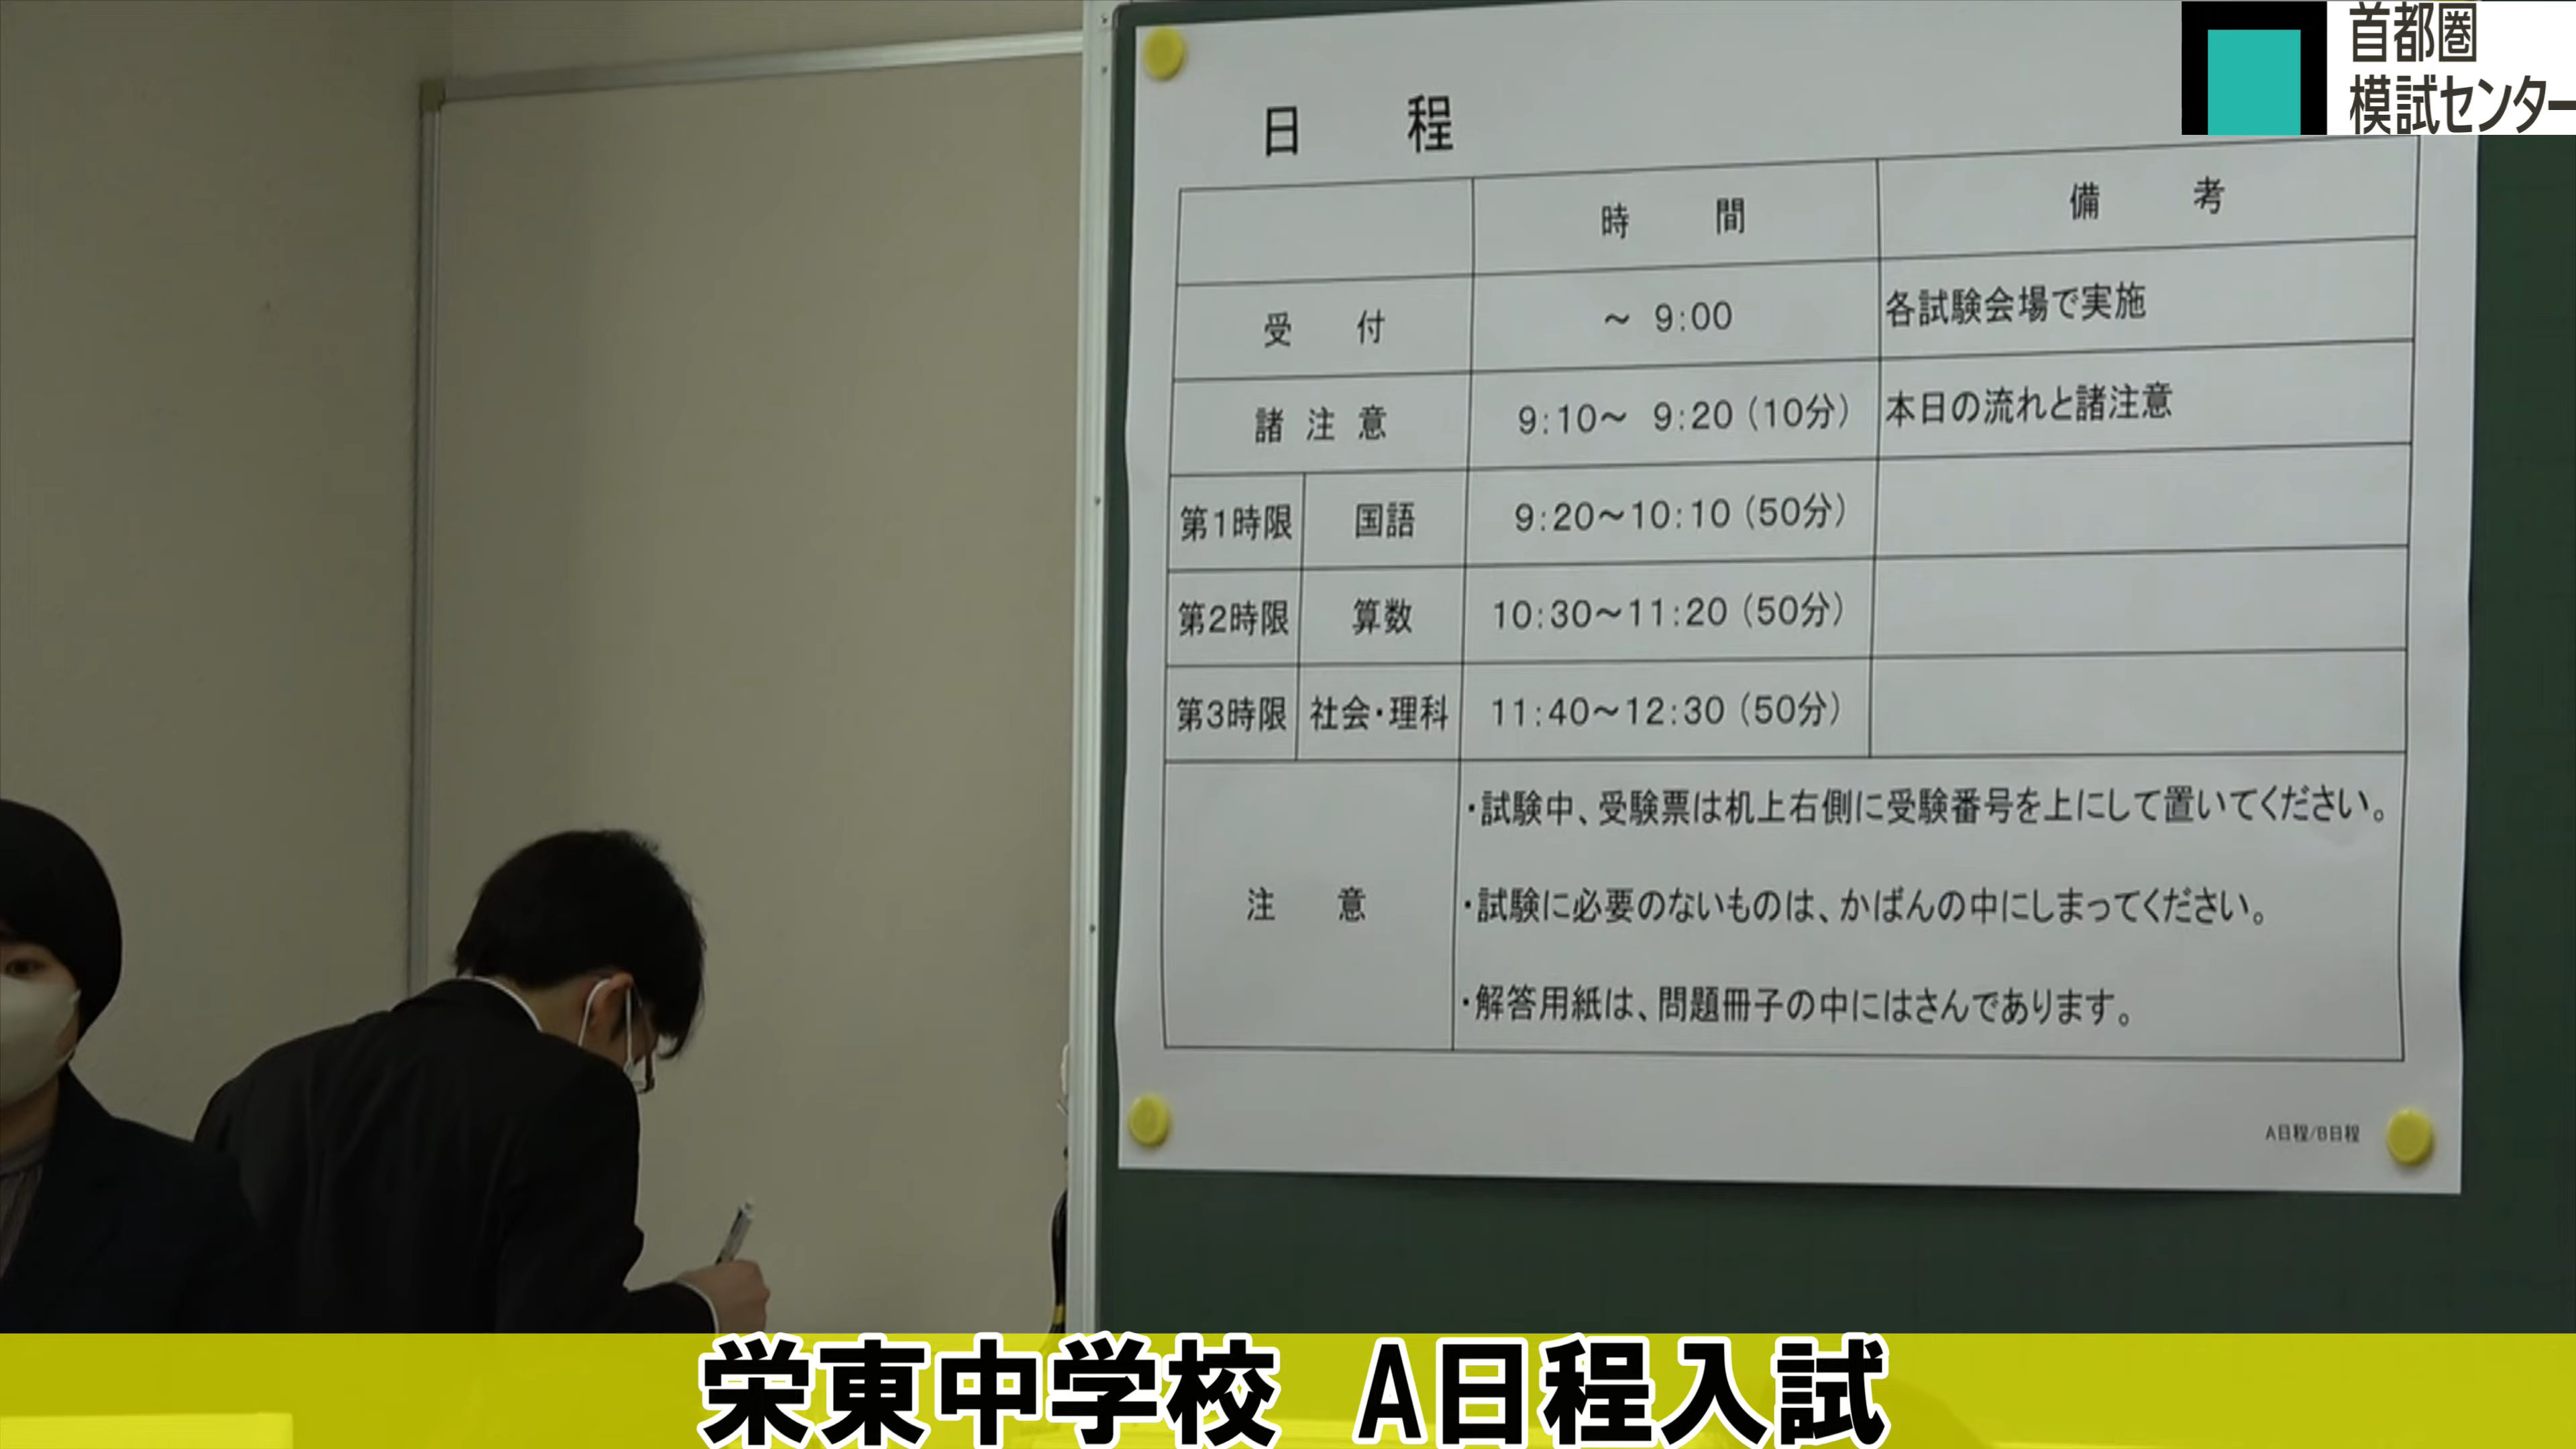 首都圏
模試センター
日程
時間 備考
受付 ～ 9:00 各試験会場で実施
諸注意 9:10～ 9:20（10分） 本日の流れと諸注意
第1時限 国語 9:20～10:10（50分）
第2時限 算数 10:30～11:20（50分）
第3時限 社会・理科 11:40～12:30（50分）
注意
・試験中、受験票は机上右側に受験番号を上にして置いてください。
・試験に必要のないものは、かばんの中にしまってください。
・解答用紙は、問題冊子の中にはさんであります。
A日程/B日程
栄東中学校 A日程入試